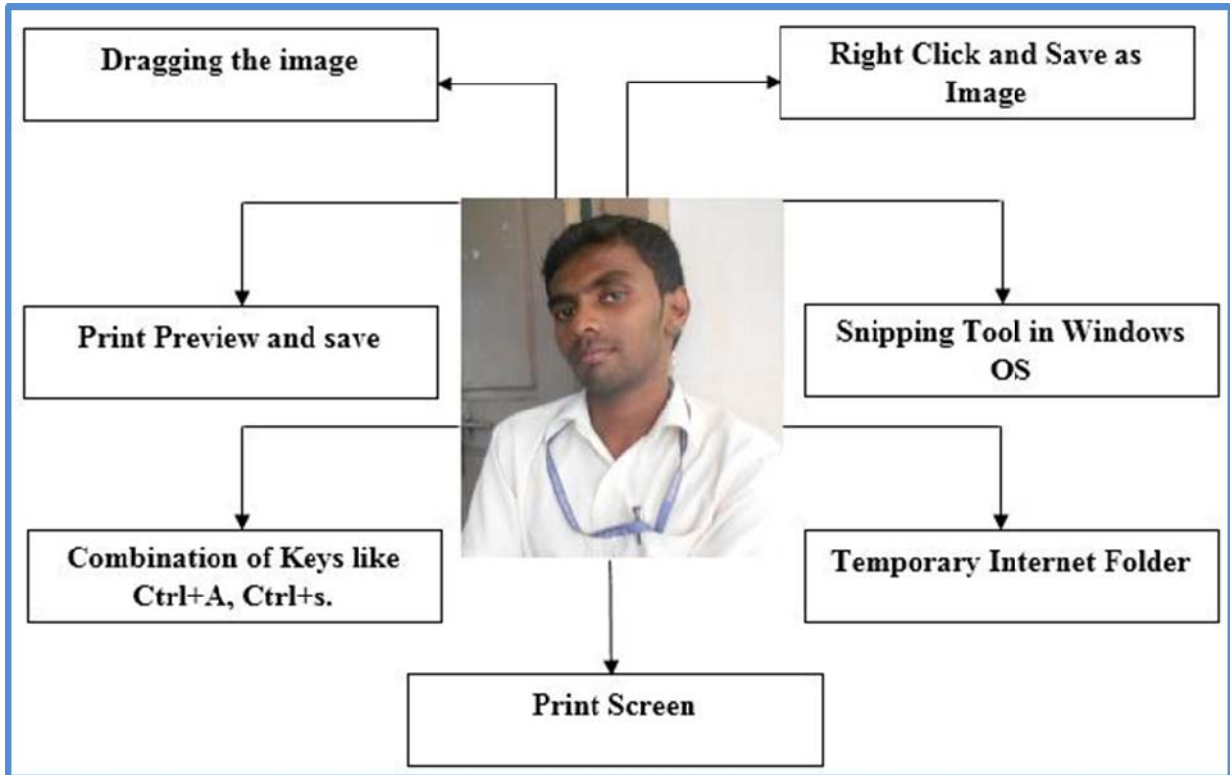 Dragging the image
Right Click and Save as
Image
Print Preview and save
Snipping Tool in Windows
OS
Combination of Keys like
Ctrl+A, Ctrl+s.
Temporary Internet Folder
Print Screen